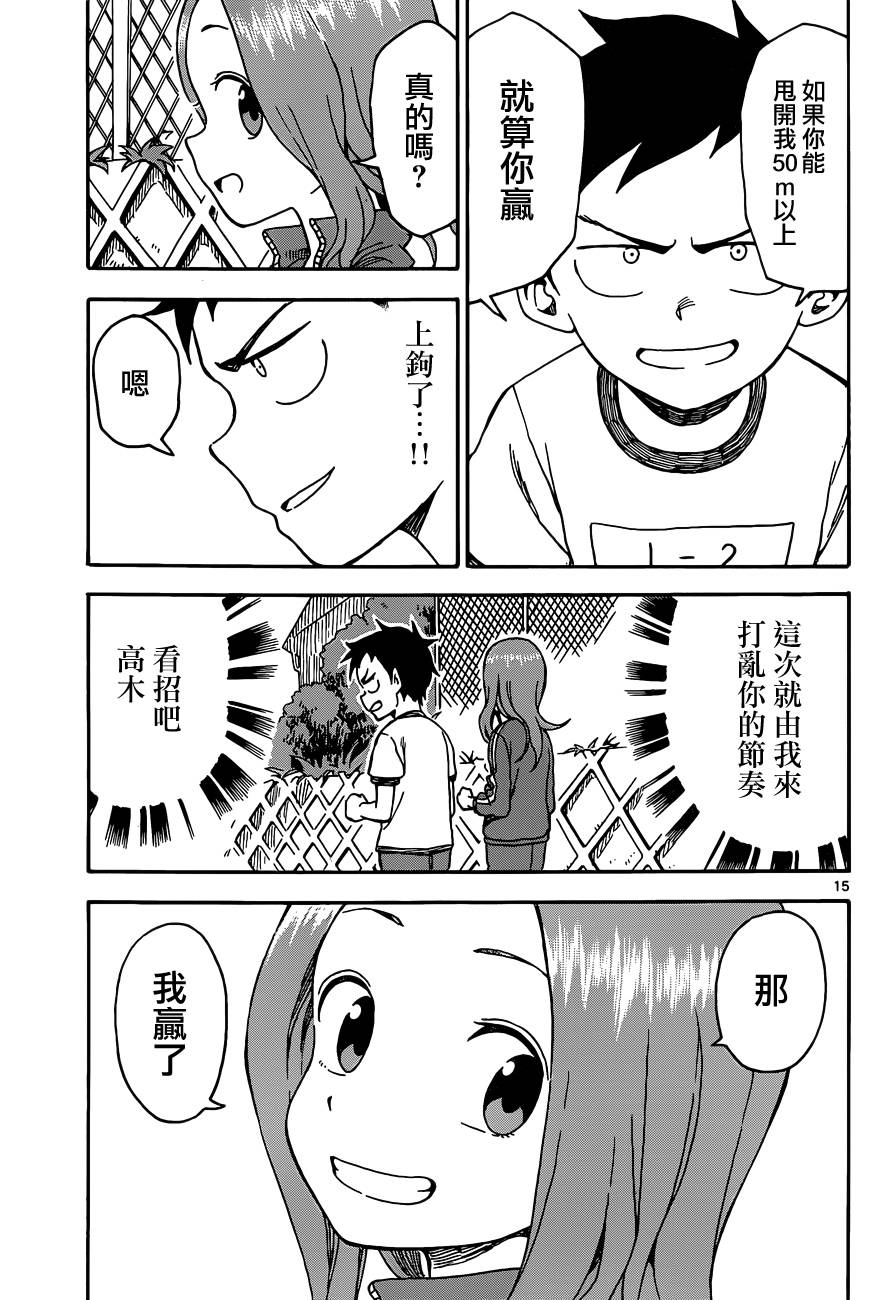 如果你能
甩開我50m以上
就算你贏
1-2
真的嗎?
上鉤了…!!
嗯
這次就由我來
打亂你的節奏
看招吧
高木
15
那
我贏了